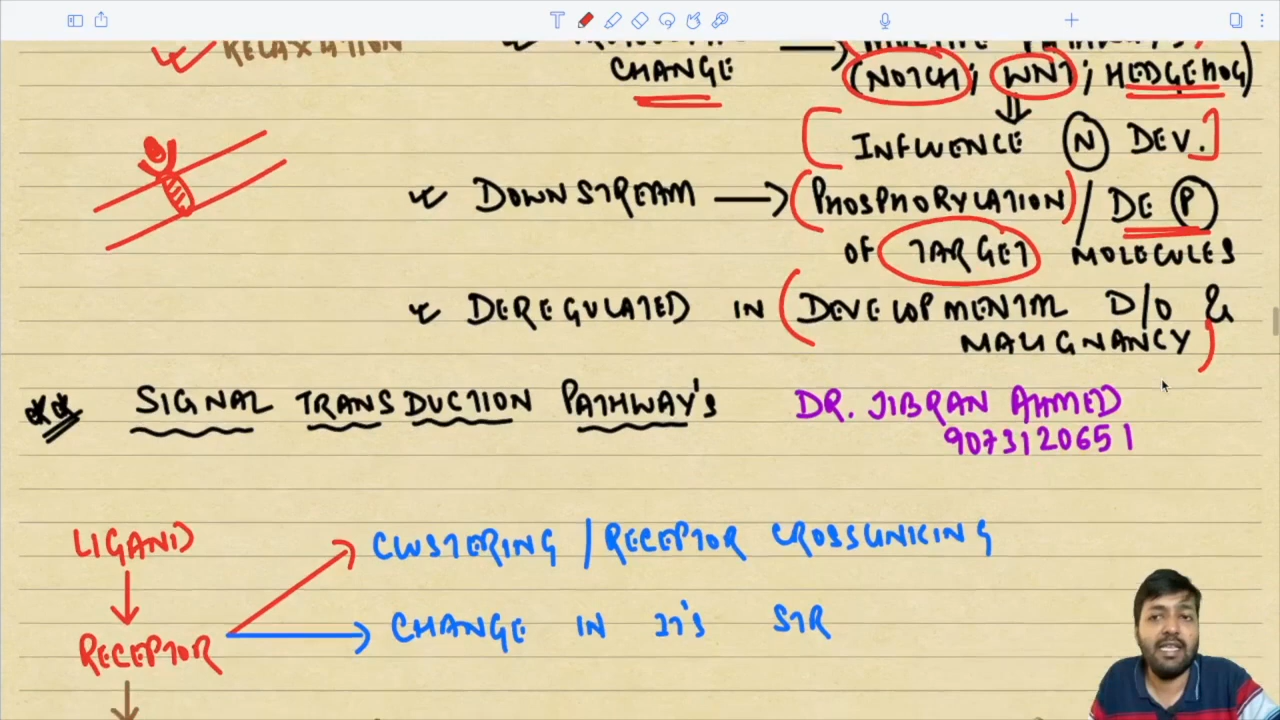 RELAXATION
CHANGE
(NOTCH; WNT; HEDGEHOG)
INFLUENCE N DEV.
DOWNSTREAM → (PHOSPHORYLATION) / DE P
OF TARGET MOLECULES
DEREGULATED IN (DEVELOPMENTAL D/O &
MALIGNANCY)
SIGNAL TRANSDUCTION PATHWAY'S
DR. JIBRAN AHMED
9073120651
LIGAND
CLUSTERING / RECEPTOR CROSSLINKING
CHANGE IN IT'S STR
RECEPTOR